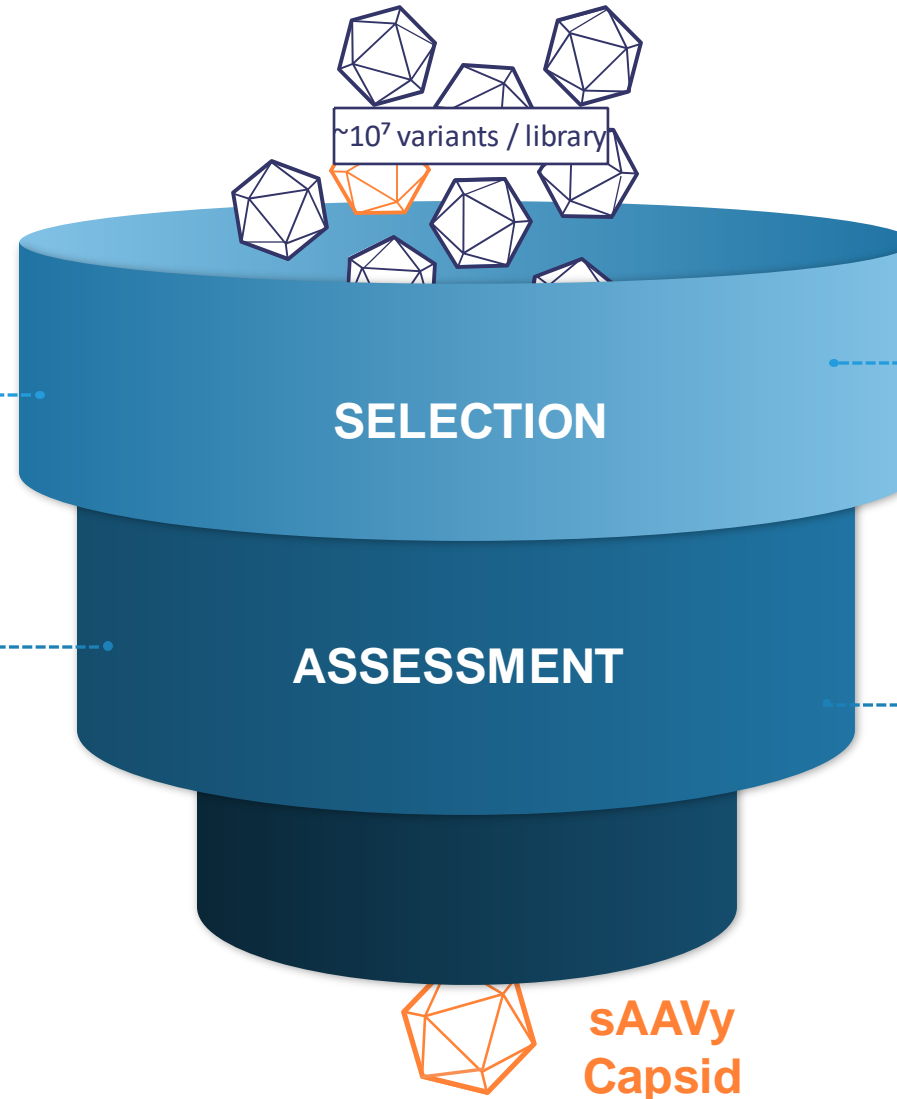 ~10⁷ variants / library
SELECTION
ASSESSMENT
sAAVy
Capsid